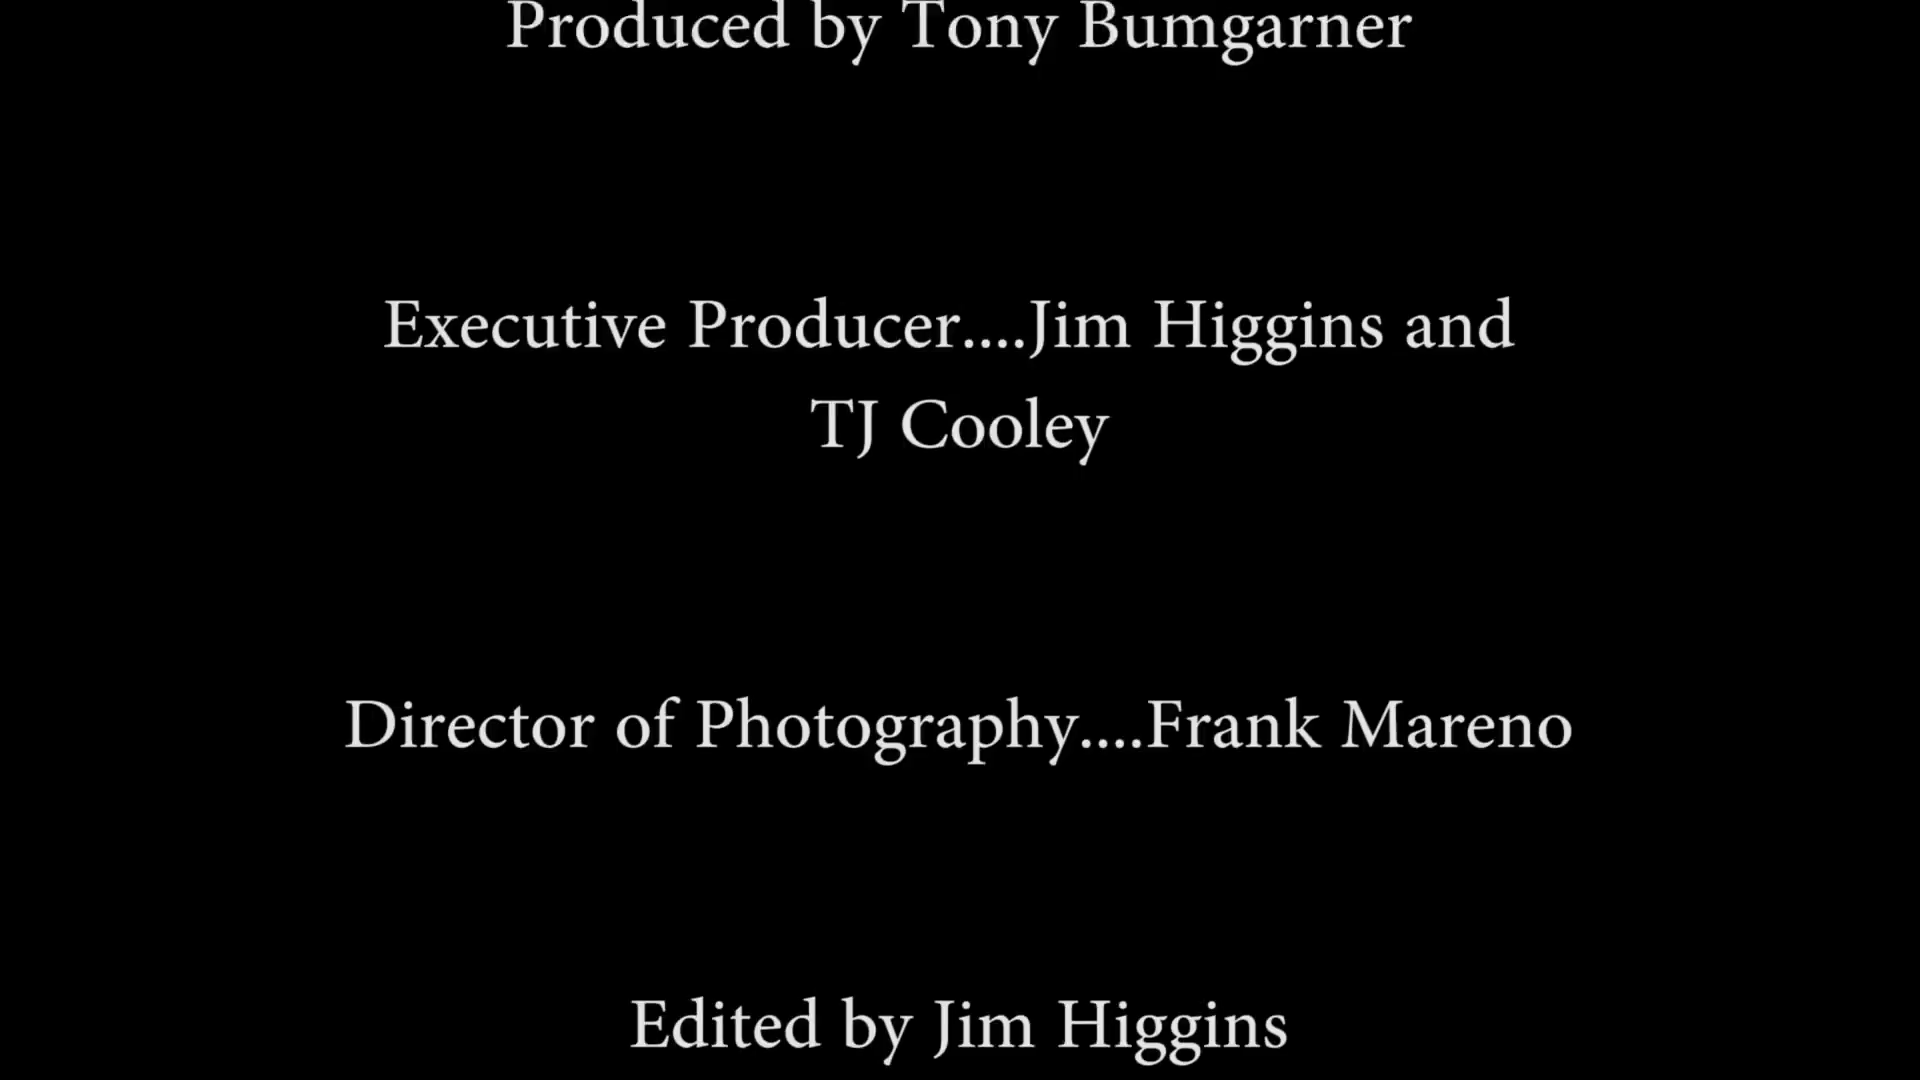 Produced by Tony Bumgarner
Executive Producer....Jim Higgins and
TJ Cooley
Director of Photography....Frank Mareno
Edited by Jim Higgins